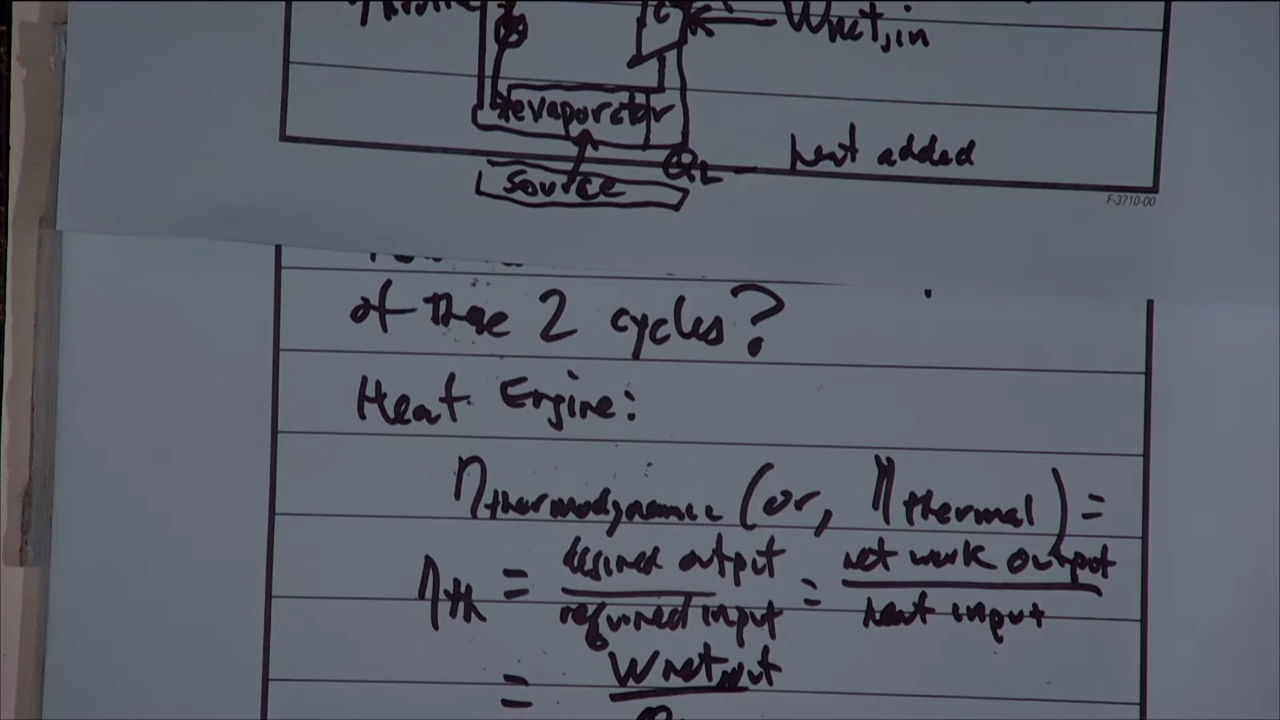 C Wnet,in
evaporator
QL heat added
source
F-3710-00
of these 2 cycles?
Heat Engine:
ηthermodynamic (or, ηthermal) =
ηth = desired output / required input = net work output / heat input
= Wnet,out